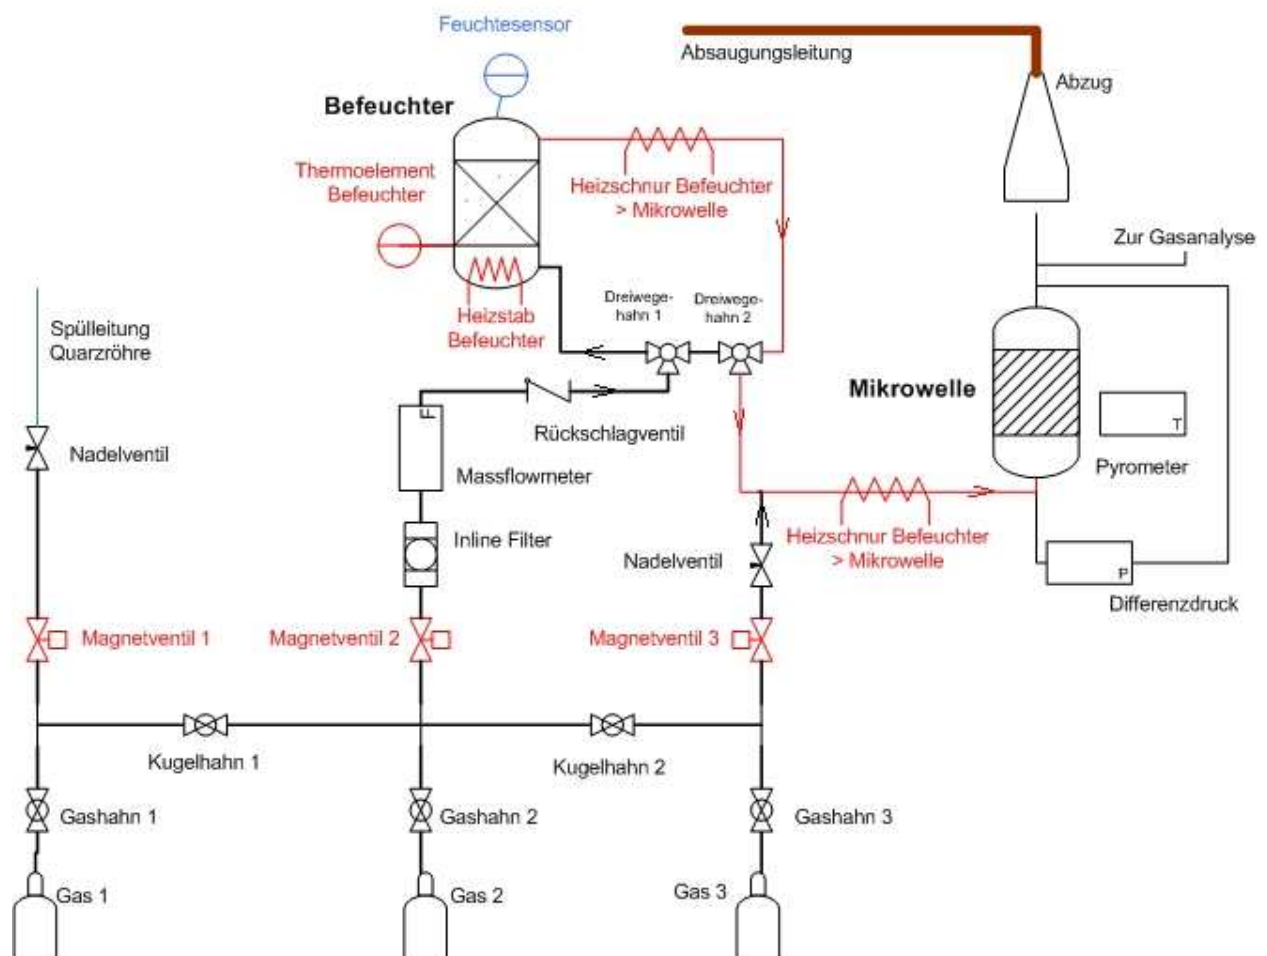 Feuchtesensor
Absaugungsleitung
Abzug
Befeuchter
Thermoelement
Befeuchter
Heizschnur Befeuchter
> Mikrowelle
Zur Gasanalyse
Dreiwege-
hahn 1
Dreiwege-
hahn 2
Heizstab
Befeuchter
Spülleitung
Quarzröhre
Mikrowelle
F
T
Rückschlagventil
Nadelventil
Massflowmeter
Pyrometer
Inline Filter
Heizschnur Befeuchter
> Mikrowelle
Nadelventil
P
Differenzdruck
Magnetventil 1
Magnetventil 2
Magnetventil 3
Kugelhahn 1
Kugelhahn 2
Gashahn 1
Gashahn 2
Gashahn 3
Gas 1
Gas 2
Gas 3